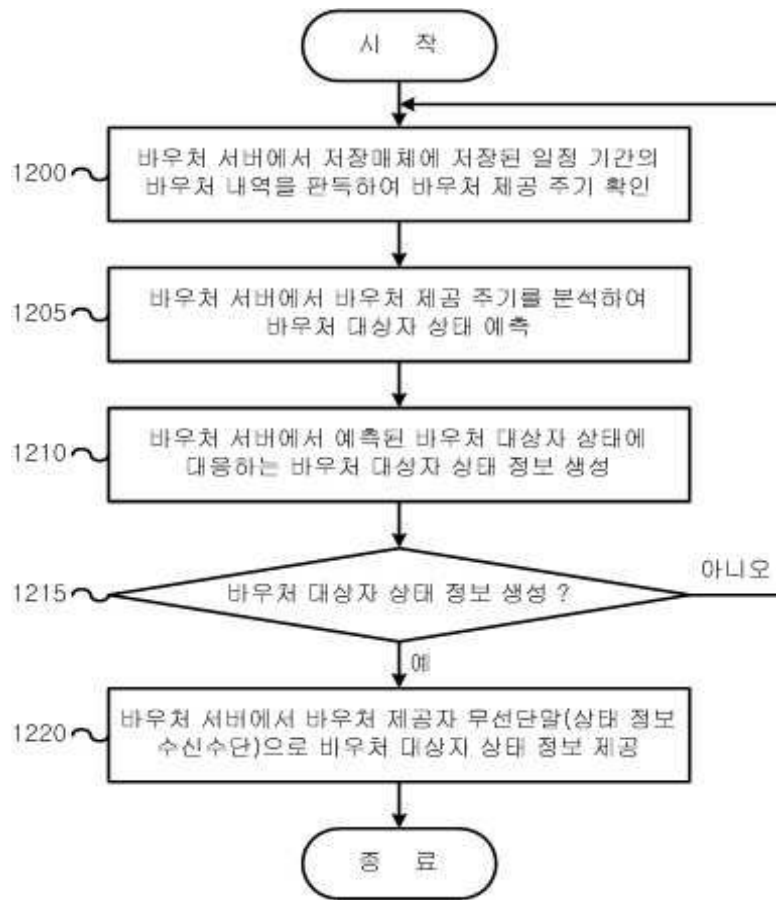 시 작
1200
바우처 서버에서 저장매체에 저장된 일정 기간의
바우처 내역을 판독하여 바우처 제공 주기 확인
1205
바우처 서버에서 바우처 제공 주기를 분석하여
바우처 대상자 상태 예측
1210
바우처 서버에서 예측된 바우처 대상자 상태에
대응하는 바우처 대상자 상태 정보 생성
1215
바우처 대상자 상태 정보 생성 ?
아니오
예
1220
바우처 서버에서 바우처 제공자 무선단말(상태 정보
수신수단)으로 바우처 대상자 상태 정보 제공
종 료